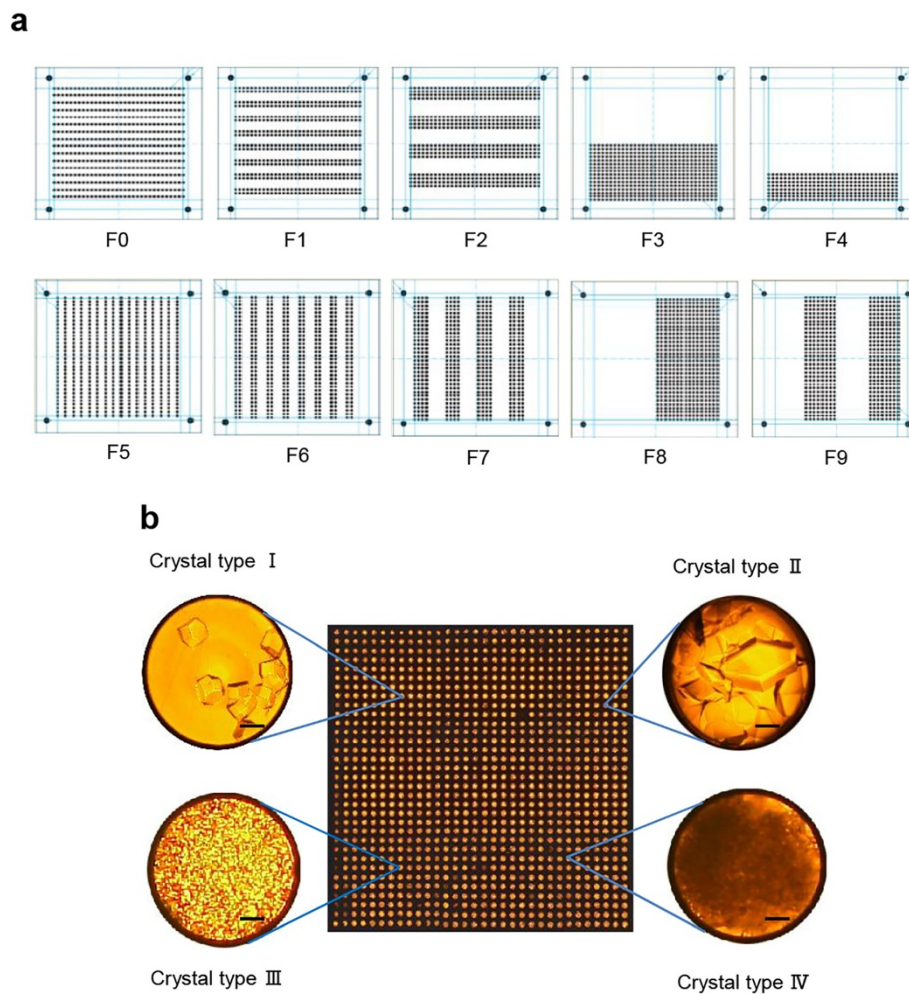 a
F0 F1 F2 F3 F4
F5 F6 F7 F8 F9
b
Crystal type Ⅰ
Crystal type Ⅱ
Crystal type Ⅲ
Crystal type Ⅳ